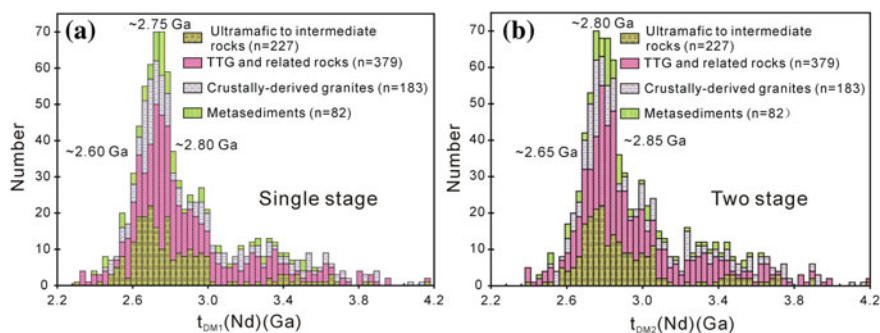 (a)
~2.75 Ga
Ultramafic to intermediate
rocks (n=227)
TTG and related rocks (n=379)
Crustally-derived granites (n=183)
Metasediments (n=82)
~2.60 Ga
~2.80 Ga
Single stage
Number
70
60
50
40
30
20
10
0
2.2
2.6
3.0
3.4
3.8
4.2
tDM1(Nd)(Ga)
(b)
~2.80 Ga
Ultramafic to intermediate
rocks (n=227)
TTG and related rocks (n=379)
Crustally-derived granites (n=183)
Metasediments (n=82)
~2.65 Ga
~2.85 Ga
Two stage
Number
70
60
50
40
30
20
10
0
2.2
2.6
3.0
3.4
3.8
4.2
tDM2(Nd)(Ga)